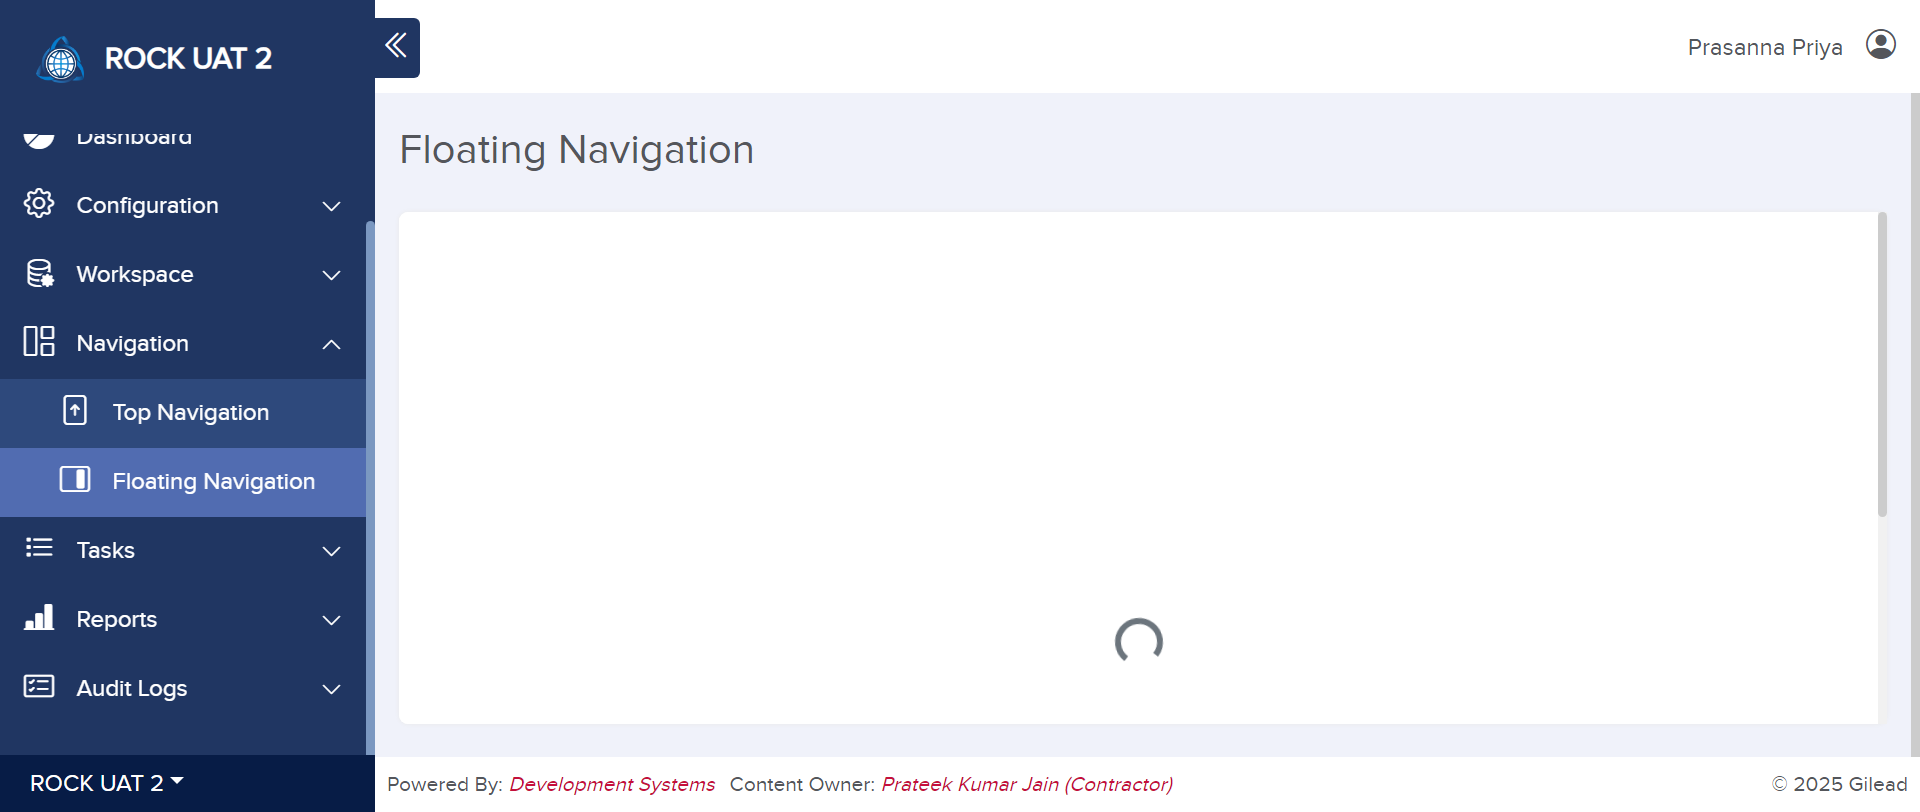 ROCK UAT 2
Prasanna Priya
Dashboard
Configuration
Workspace
Navigation
Top Navigation
Floating Navigation
Tasks
Reports
Audit Logs
ROCK UAT 2
Floating Navigation
Powered By: Development Systems Content Owner: Prateek Kumar Jain (Contractor)
© 2025 Gilead